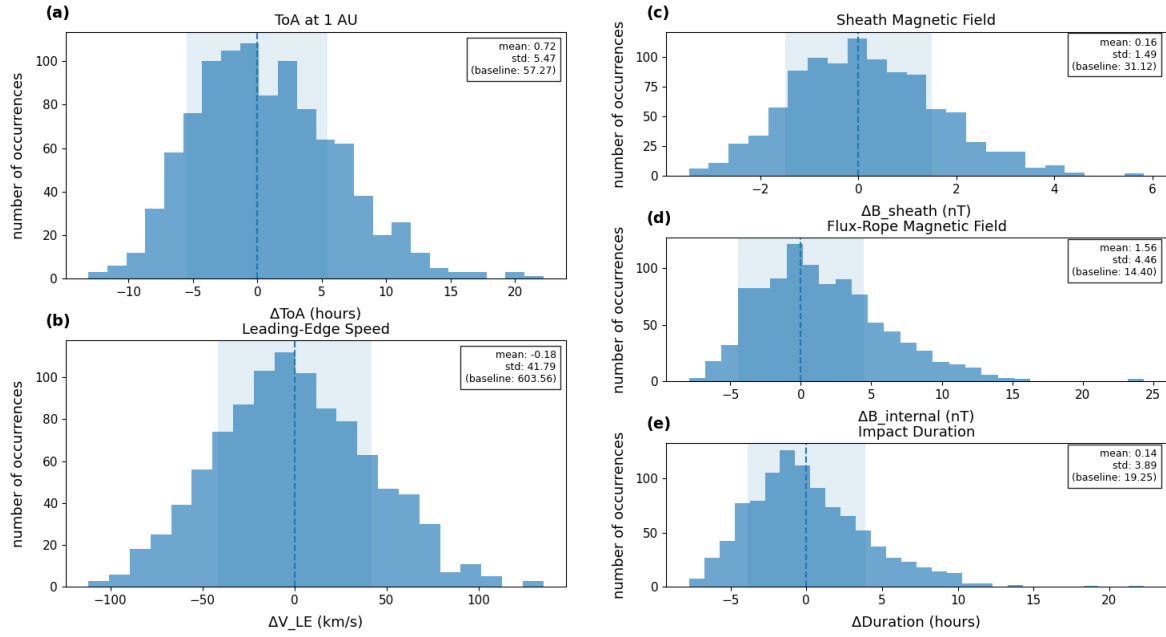 (a)
ToA at 1 AU
mean: 0.72
std: 5.47
(baseline: 57.27)
number of occurrences
100
80
60
40
20
0
−10
−5
0
5
10
15
20
ΔToA (hours)
(b)
Leading-Edge Speed
mean: -0.18
std: 41.79
(baseline: 603.56)
number of occurrences
100
80
60
40
20
0
−100
−50
0
50
100
ΔV_LE (km/s)
(c)
Sheath Magnetic Field
mean: 0.16
std: 1.49
(baseline: 31.12)
number of occurrences
100
75
50
25
0
−2
0
2
4
6
ΔB_sheath (nT)
(d)
Flux-Rope Magnetic Field
mean: 1.56
std: 4.46
(baseline: 14.40)
number of occurrences
100
50
0
−5
0
5
10
15
20
25
ΔB_internal (nT)
(e)
Impact Duration
mean: 0.14
std: 3.89
(baseline: 19.25)
number of occurrences
100
50
0
−5
0
5
10
15
20
ΔDuration (hours)